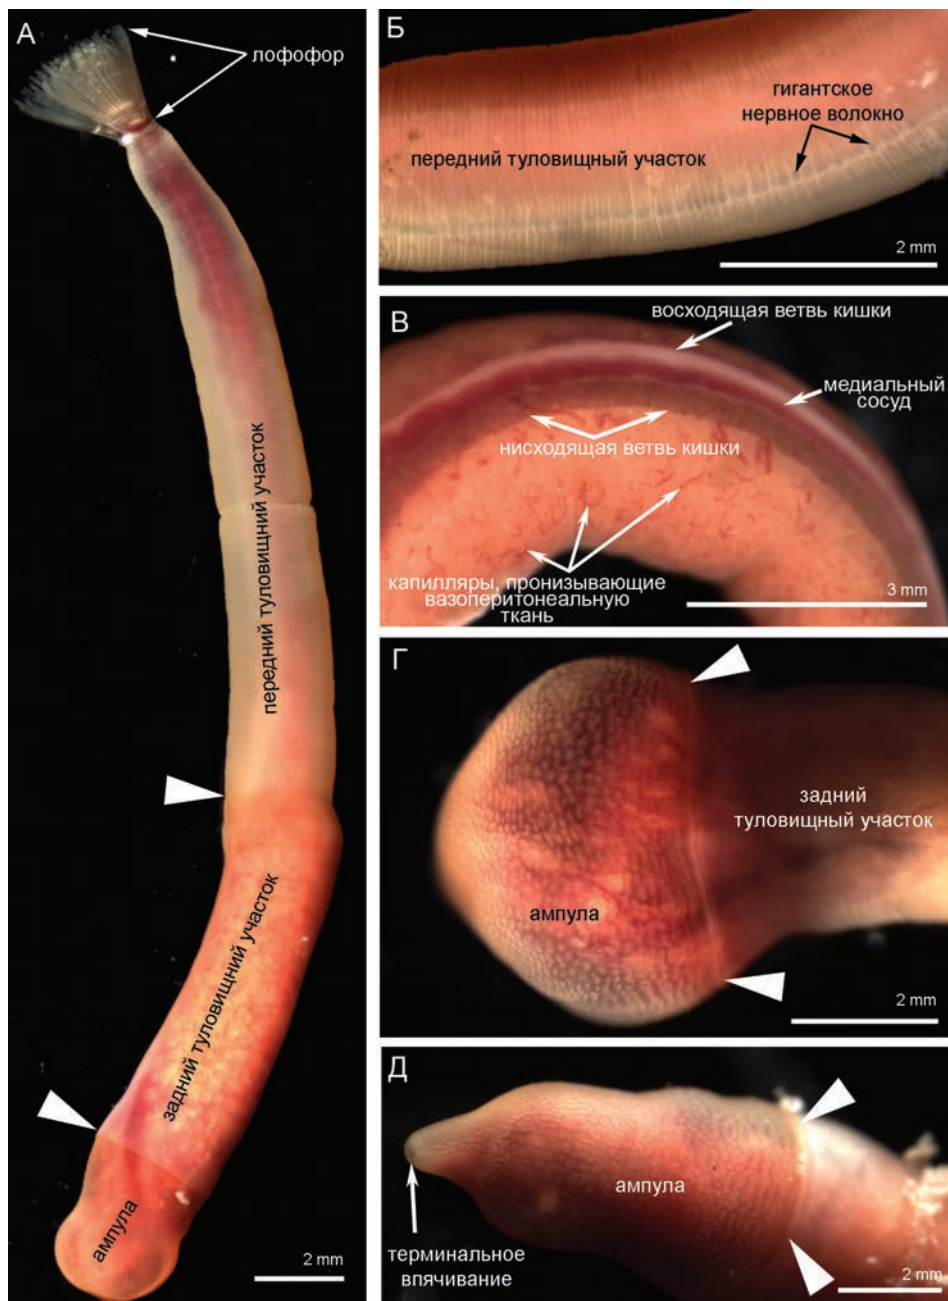 А
лофофор
передний туловищний участок
задний туловищний участок
ампула
2 mm
Б
гигантское
нервное волокно
передний туловищный участок
2 mm
В
восходящая ветвь кишки
медиальный
сосуд
нисходящая ветвь кишки
капилляры, пронизывающие
вазоперитонеальную
ткань
3 mm
Г
задний
туловищный участок
ампула
2 mm
Д
ампула
терминальное
впячивание
2 mm